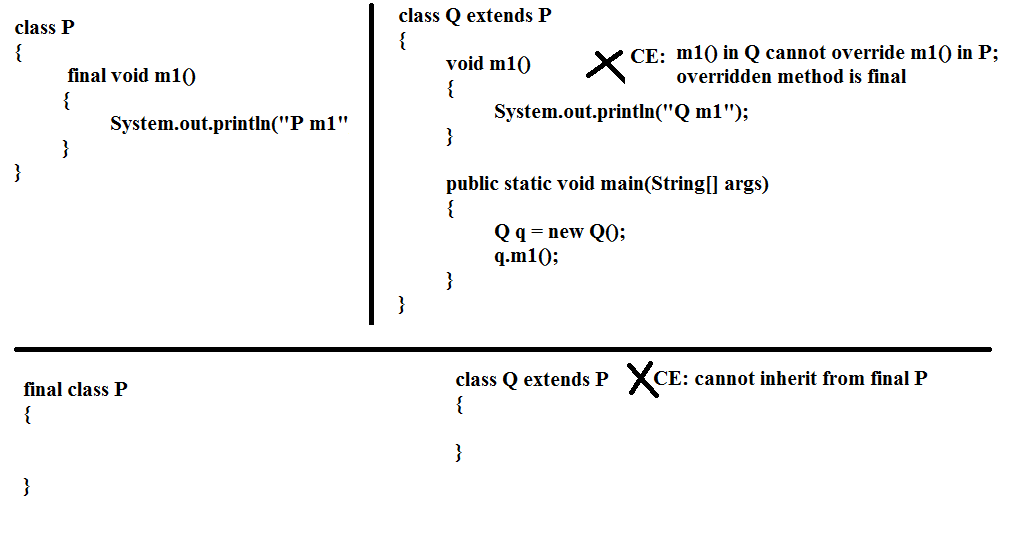 class P
{
final void m1()
{
System.out.println("P m1"
}
}
class Q extends P
{
void m1()
{
System.out.println("Q m1");
}
public static void main(String[] args)
{
Q q = new Q();
q.m1();
}
}
CE: m1() in Q cannot override m1() in P;
overridden method is final
final class P
{
}
class Q extends P
{
}
CE: cannot inherit from final P